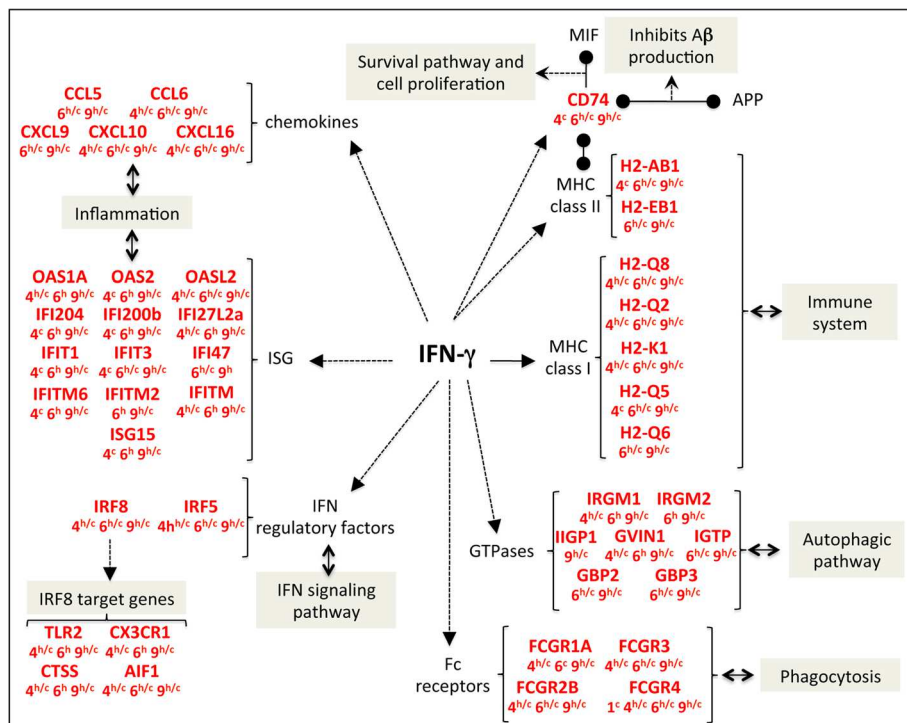 MIF
Inhibits Aβ
production
Survival pathway and
cell proliferation
CD74
4c 6h/c 9h/c
APP
CCL5 CCL6
6h/c 9h/c 4h/c 6h/c 9h/c
CXCL9 CXCL10 CXCL16
6h/c 9h/c 4h/c 6h/c 9h/c 4h/c 6h/c 9h/c
chemokines
Inflammation
OAS1A OAS2 OASL2
4h/c 6h 9h/c 4c 6h 9h/c 4h/c 6h/c 9h/c
IFI204 IFI200b IFI27L2a
4c 6h 9h/c 4c 6h 9h/c 4h/c 6h 9h/c
IFIT1 IFIT3 IFI47
4c 6h 9h/c 4c 6h 9h/c 6h/c 9h
IFITM6 IFITM2 IFITM
4c 6h 9h/c 6h 9h/c 4h/c 6h 9h/c
ISG15
4c 6h 9h/c
ISG
IFN-γ
MHC
class II
H2-AB1
4c 6h/c 9h/c
H2-EB1
6h/c 9h/c
MHC
class I
H2-Q8
4h/c 6h/c 9h/c
H2-Q2
4h/c 6h 9h/c
H2-K1
4h/c 6h/c 9h/c
H2-Q5
4c 6h/c 9h/c
H2-Q6
6h/c 9h/c
Immune
system
IRF8 IRF5
4h/c 6h/c 9h/c 4h/c 6h/c 9h/c
IFN
regulatory factors
IFN signaling
pathway
IRF8 target genes
TLR2 CX3CR1
4h/c 6h 9h/c 4h/c 6h 9h/c
CTSS AIF1
4h/c 6h 9h/c 4h/c 6h/c 9h/c
GTPases
IRGM1 IRGM2
4h/c 6h 9h/c 6h 9h/c
IIGP1 GVIN1 IGTP
9h/c 4h/c 6h 9h/c 6h/c 9h/c
GBP2 GBP3
6h/c 9h/c 6h/c 9h/c
Autophagic
pathway
Fc
receptors
FCGR1A FCGR3
4h/c 6c 9h/c 4h/c 6h/c 9h/c
FCGR2B FCGR4
4h/c 6h/c 9h/c 1c 4h/c 6h/c 9h/c
Phagocytosis